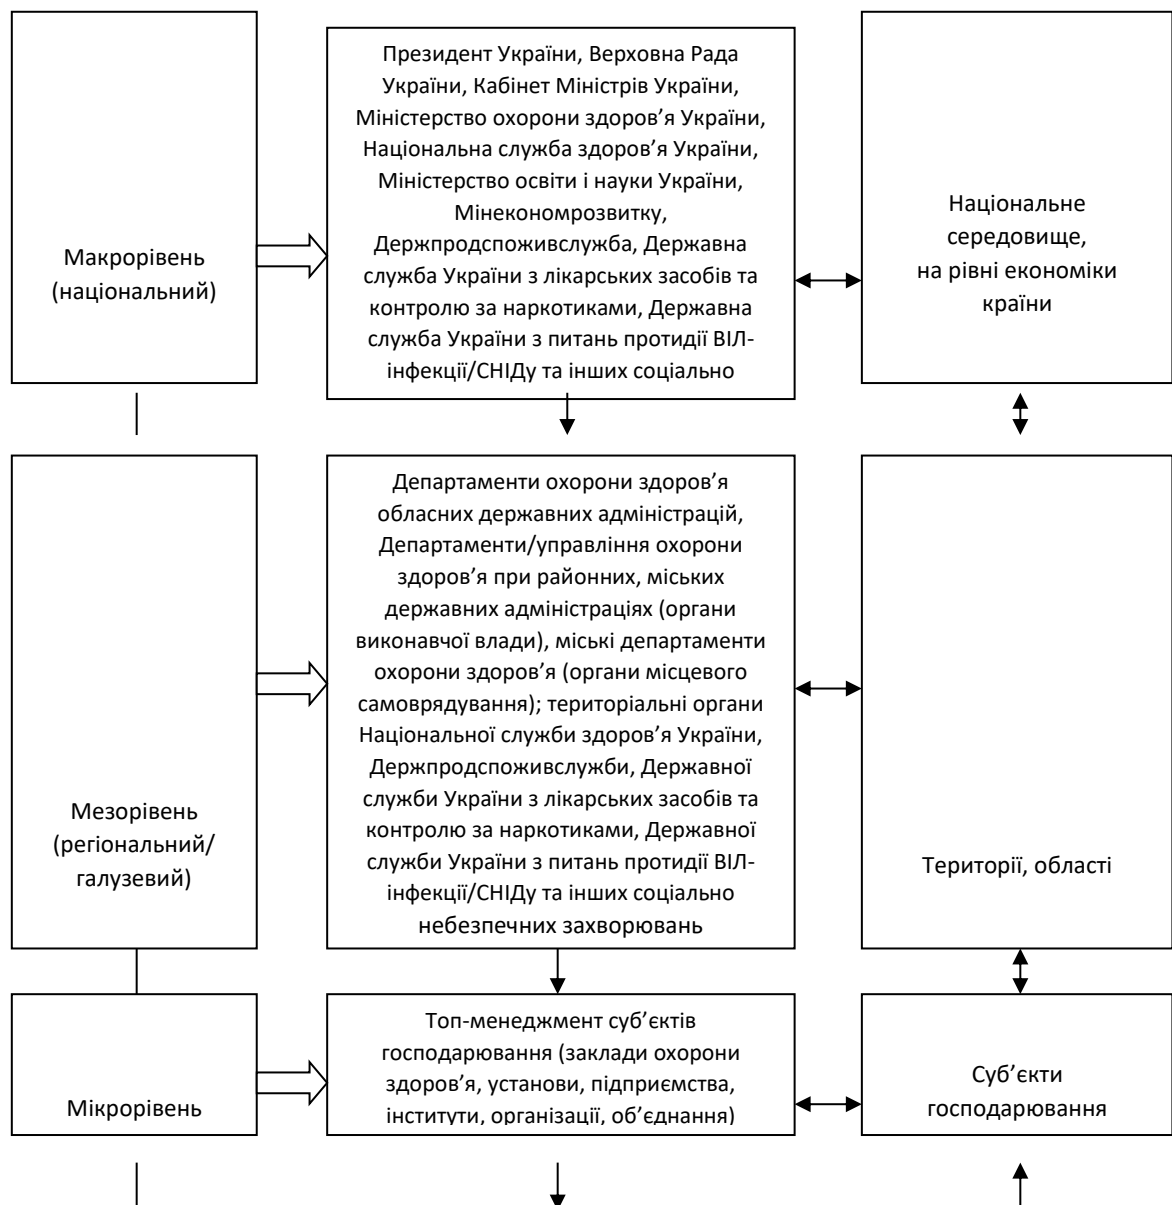 Макрорівень
(національний)
Президент України, Верховна Рада
України, Кабінет Міністрів України,
Міністерство охорони здоров’я України,
Національна служба здоров’я України,
Міністерство освіти і науки України,
Мінекономрозвитку,
Держпродспоживслужба, Державна
служба України з лікарських засобів та
контролю за наркотиками, Державна
служба України з питань протидії ВІЛ-
інфекції/СНІДу та інших соціально
Національне
середовище,
на рівні економіки
країни
Мезорівень
(регіональний/
галузевий)
Департаменти охорони здоров’я
обласних державних адміністрацій,
Департаменти/управління охорони
здоров’я при районних, міських
державних адміністраціях (органи
виконавчої влади), міські департаменти
охорони здоров’я (органи місцевого
самоврядування); територіальні органи
Національної служби здоров’я України,
Держпродспоживслужби, Державної
служби України з лікарських засобів та
контролю за наркотиками, Державної
служби України з питань протидії ВІЛ-
інфекції/СНІДу та інших соціально
небезпечних захворювань
Території, області
Мікрорівень
Топ-менеджмент суб’єктів
господарювання (заклади охорони
здоров’я, установи, підприємства,
інститути, організації, об’єднання)
Суб’єкти
господарювання